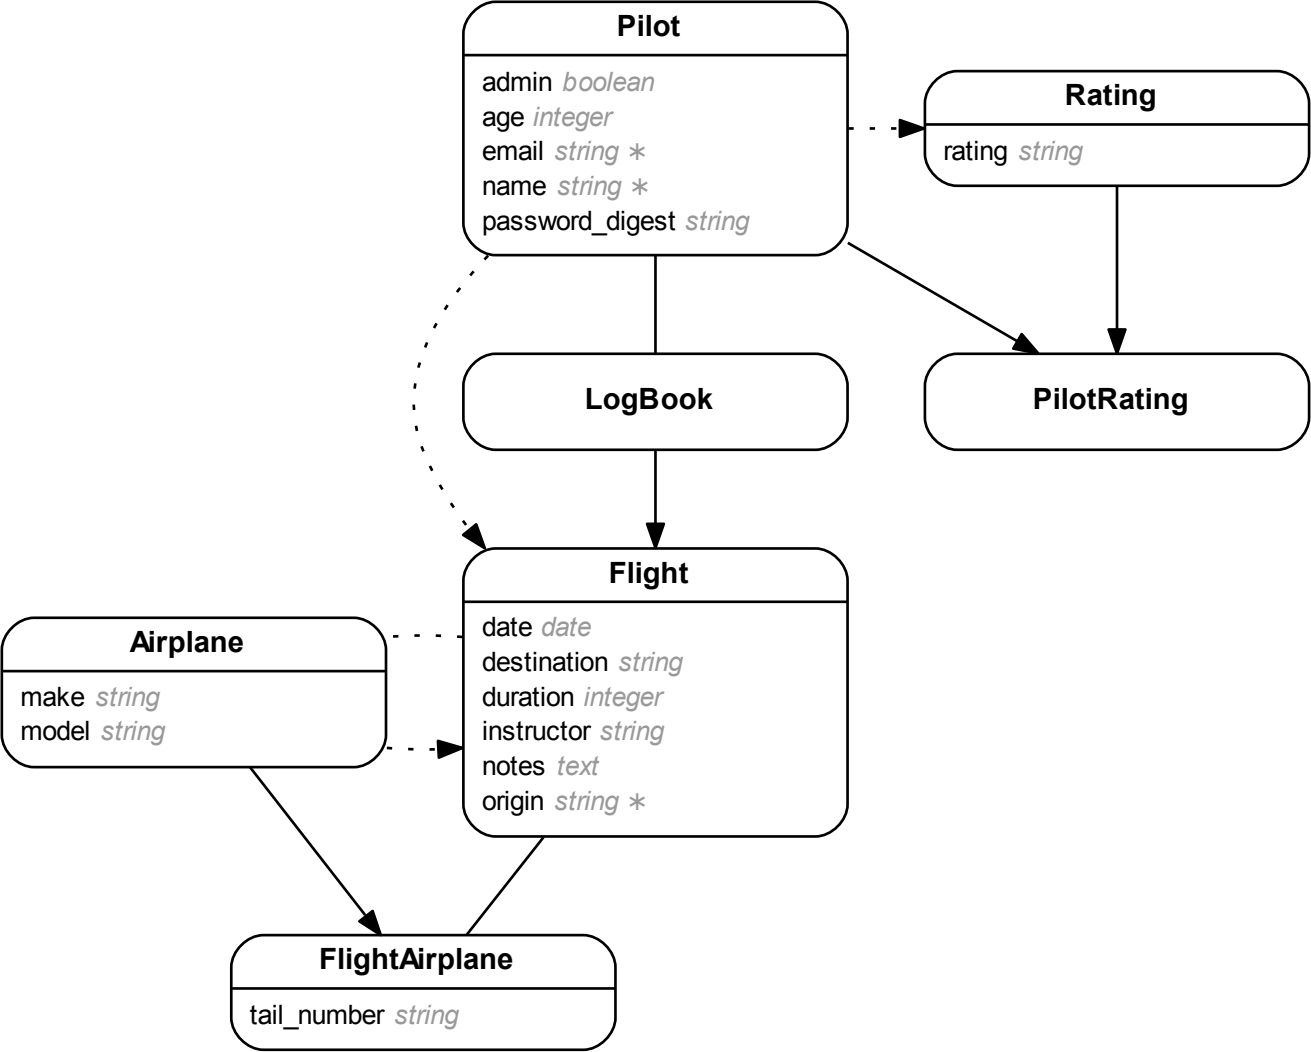 Pilot
admin boolean
age integer
email string ∗
name string ∗
password_digest string
Rating
rating string
LogBook
PilotRating
Flight
date date
destination string
duration integer
instructor string
notes text
origin string ∗
Airplane
make string
model string
FlightAirplane
tail_number string